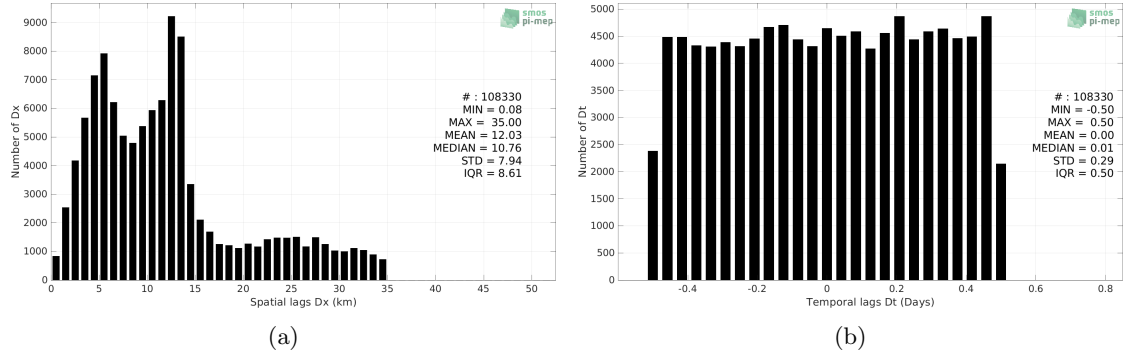 smos
pi-mep
9000
8000
7000
6000
5000
4000
3000
2000
1000
0
Number of Dx
# : 108330
MIN = 0.08
MAX = 35.00
MEAN = 12.03
MEDIAN = 10.76
STD = 7.94
IQR = 8.61
0 5 10 15 20 25 30 35 40 45 50
Spatial lags Dx (km)
(a)
smos
pi-mep
5000
4500
4000
3500
3000
2500
2000
1500
1000
500
0
Number of Dt
# : 108330
MIN = -0.50
MAX = 0.50
MEAN = 0.00
MEDIAN = 0.01
STD = 0.29
IQR = 0.50
-0.4 -0.2 0 0.2 0.4 0.6 0.8
Temporal lags Dt (Days)
(b)